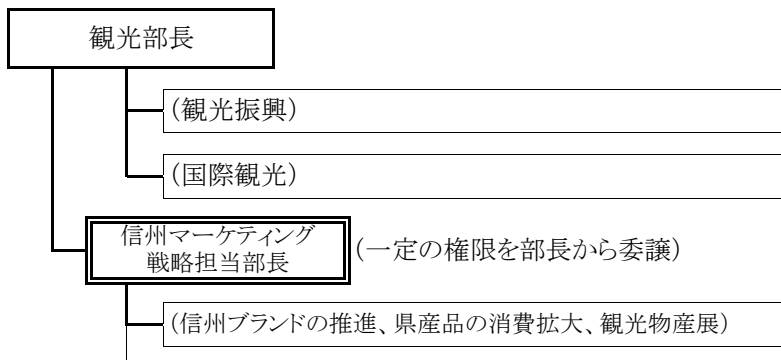 観光部長
(観光振興)
(国際観光)
信州マーケティング
戦略担当部長
(一定の権限を部長から委譲)
(信州ブランドの推進、県産品の消費拡大、観光物産展)